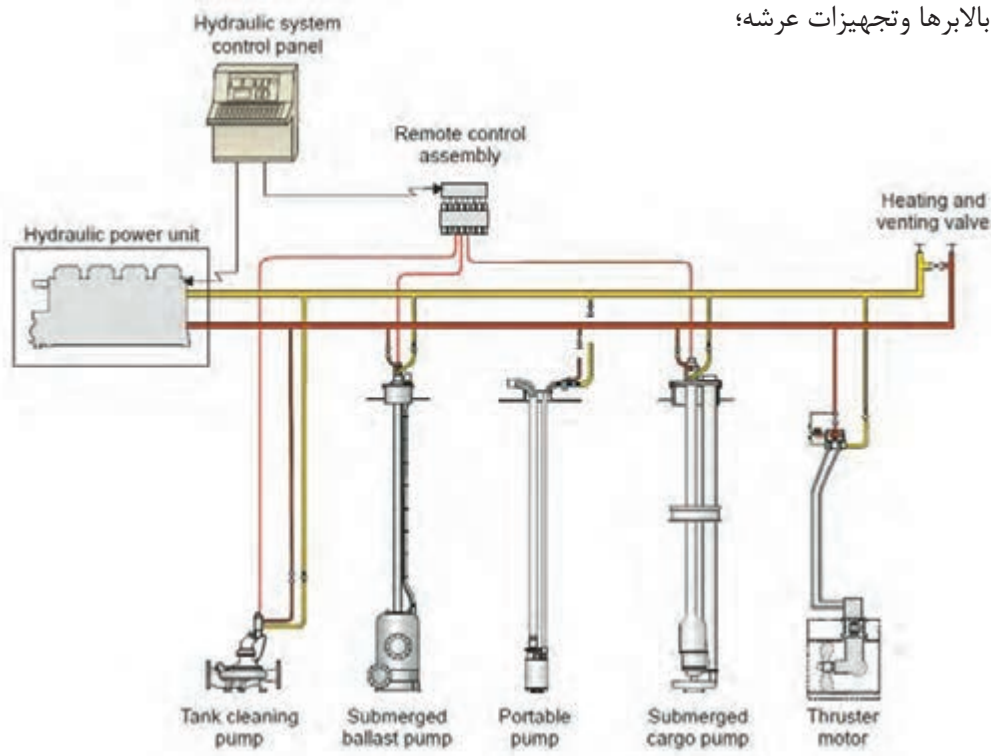 بالابرها وتجهیزات عرشه؛
Hydraulic system
control panel
Remote control
assembly
Heating and
venting valve
Hydraulic power unit
Tank cleaning
pump
Submerged
ballast pump
Portable
pump
Submerged
cargo pump
Thruster
motor